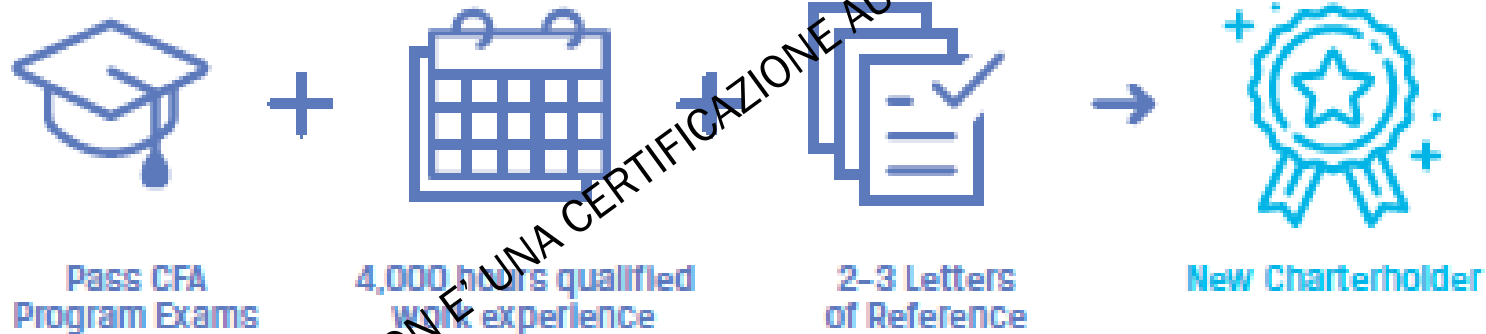 Pass CFA
Program Exams
4,000 hours qualified
work experience
2–3 Letters
of Reference
New Charterholder
E' UNA CERTIFICAZIONE